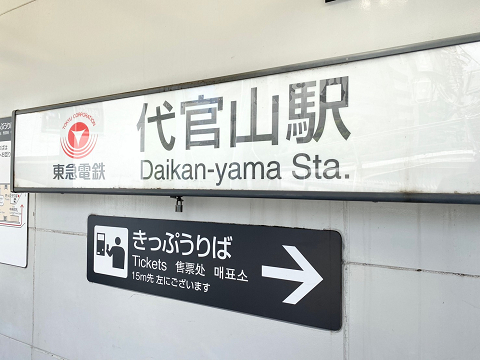 代官山駅
Daikan-yama Sta.
TOKYU CORPORATION
東急電鉄
きっぷうりば
Tickets 售票处 매표소
15m先 左にございます